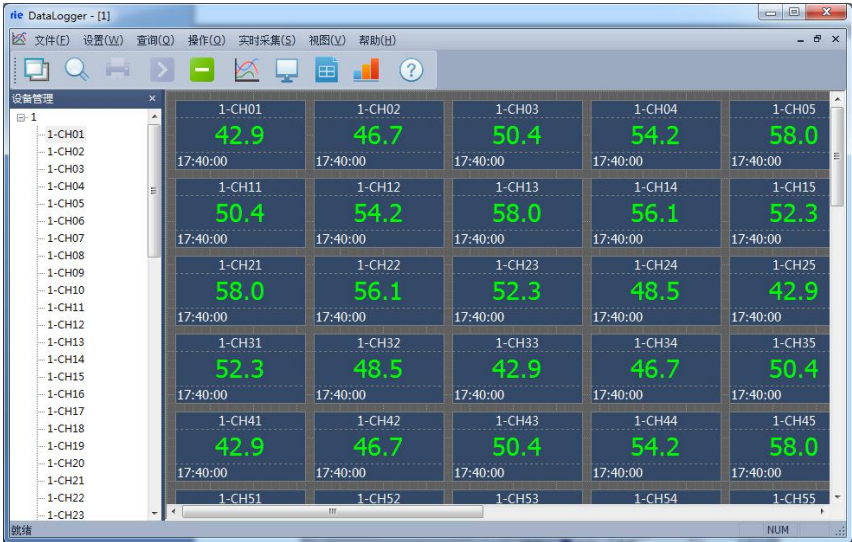 rie DataLogger - [1]
文件(F) 设置(W) 查询(Q) 操作(O) 实时采集(S) 视图(V) 帮助(H)
设备管理
1
1-CH01
1-CH02
1-CH03
1-CH04
1-CH05
1-CH06
1-CH07
1-CH08
1-CH09
1-CH10
1-CH11
1-CH12
1-CH13
1-CH14
1-CH15
1-CH16
1-CH17
1-CH18
1-CH19
1-CH20
1-CH21
1-CH22
1-CH23
1-CH01 1-CH02 1-CH03 1-CH04 1-CH05
42.9 46.7 50.4 54.2 58.0
17:40:00 17:40:00 17:40:00 17:40:00 17:40:00
1-CH11 1-CH12 1-CH13 1-CH14 1-CH15
50.4 54.2 58.0 56.1 52.3
17:40:00 17:40:00 17:40:00 17:40:00 17:40:00
1-CH21 1-CH22 1-CH23 1-CH24 1-CH25
58.0 56.1 52.3 48.5 42.9
17:40:00 17:40:00 17:40:00 17:40:00 17:40:00
1-CH31 1-CH32 1-CH33 1-CH34 1-CH35
52.3 48.5 42.9 46.7 50.4
17:40:00 17:40:00 17:40:00 17:40:00 17:40:00
1-CH41 1-CH42 1-CH43 1-CH44 1-CH45
42.9 46.7 50.4 54.2 58.0
17:40:00 17:40:00 17:40:00 17:40:00 17:40:00
1-CH51 1-CH52 1-CH53 1-CH54 1-CH55
就绪 NUM